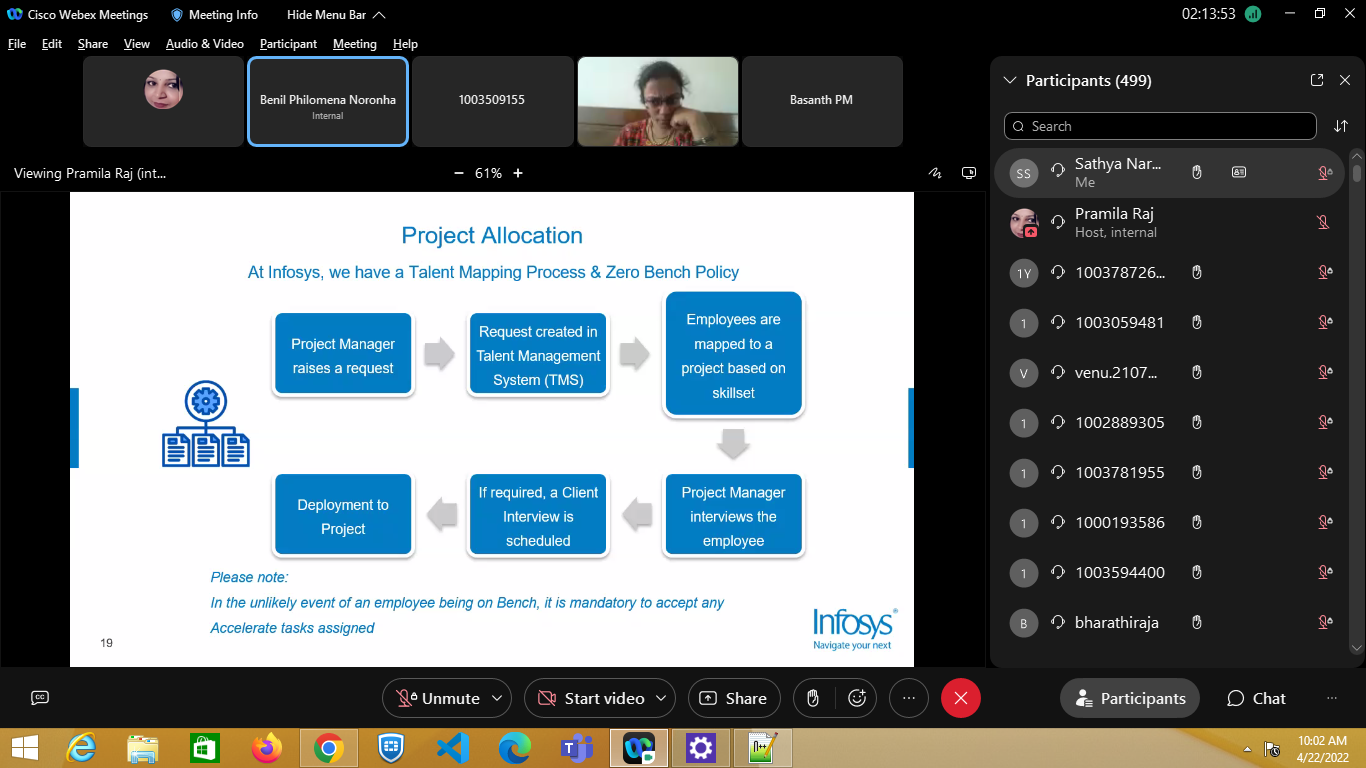 Cisco Webex Meetings
Meeting Info
Hide Menu Bar
02:13:53
File Edit Share View Audio & Video Participant Meeting Help
Benil Philomena Noronha
Internal
1003509155
Basanth PM
Viewing Pramila Raj (int...
61%
Project Allocation
At Infosys, we have a Talent Mapping Process & Zero Bench Policy
Project Manager
raises a request
Request created in
Talent Management
System (TMS)
Employees are
mapped to a
project based on
skillset
Project Manager
interviews the
employee
If required, a Client
Interview is
scheduled
Deployment to
Project
Please note:
In the unlikely event of an employee being on Bench, it is mandatory to accept any
Accelerate tasks assigned
19
Infosys®
Navigate your next
Participants (499)
Search
SS
Sathya Nar...
Me
Pramila Raj
Host, internal
1Y
100378726...
1
1003059481
V
venu.2107...
1
1002889305
1
1003781955
1
1000193586
1
1003594400
B
bharathiraja
CC
Unmute
Start video
Share
Participants
Chat
10:02 AM
4/22/2022